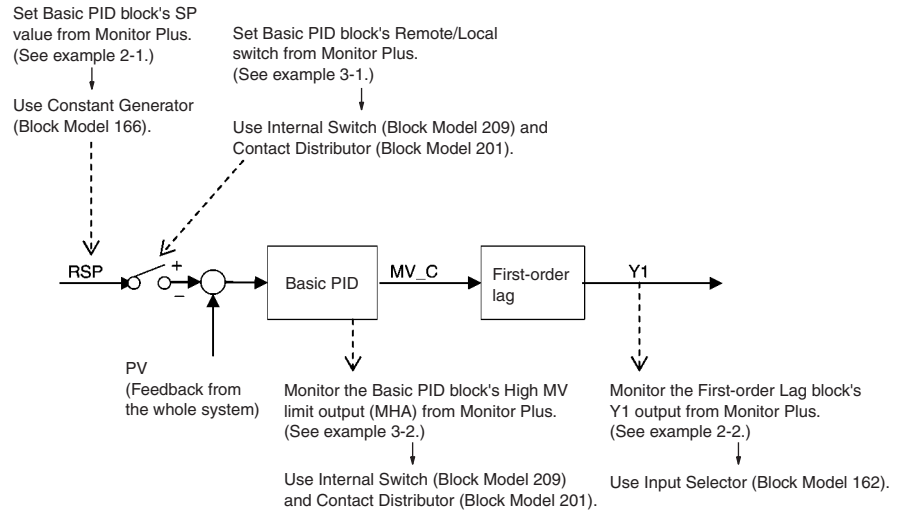 Set Basic PID block's SP
value from Monitor Plus.
(See example 2-1.)
Use Constant Generator
(Block Model 166).
Set Basic PID block's Remote/Local
switch from Monitor Plus.
(See example 3-1.)
Use Internal Switch (Block Model 209) and
Contact Distributor (Block Model 201).
RSP
+
−
Basic PID
MV_C
First-order
lag
Y1
PV
(Feedback from
the whole system)
Monitor the Basic PID block's High MV
limit output (MHA) from Monitor Plus.
(See example 3-2.)
Use Internal Switch (Block Model 209)
and Contact Distributor (Block Model 201).
Monitor the First-order Lag block's
Y1 output from Monitor Plus.
(See example 2-2.)
Use Input Selector (Block Model 162).